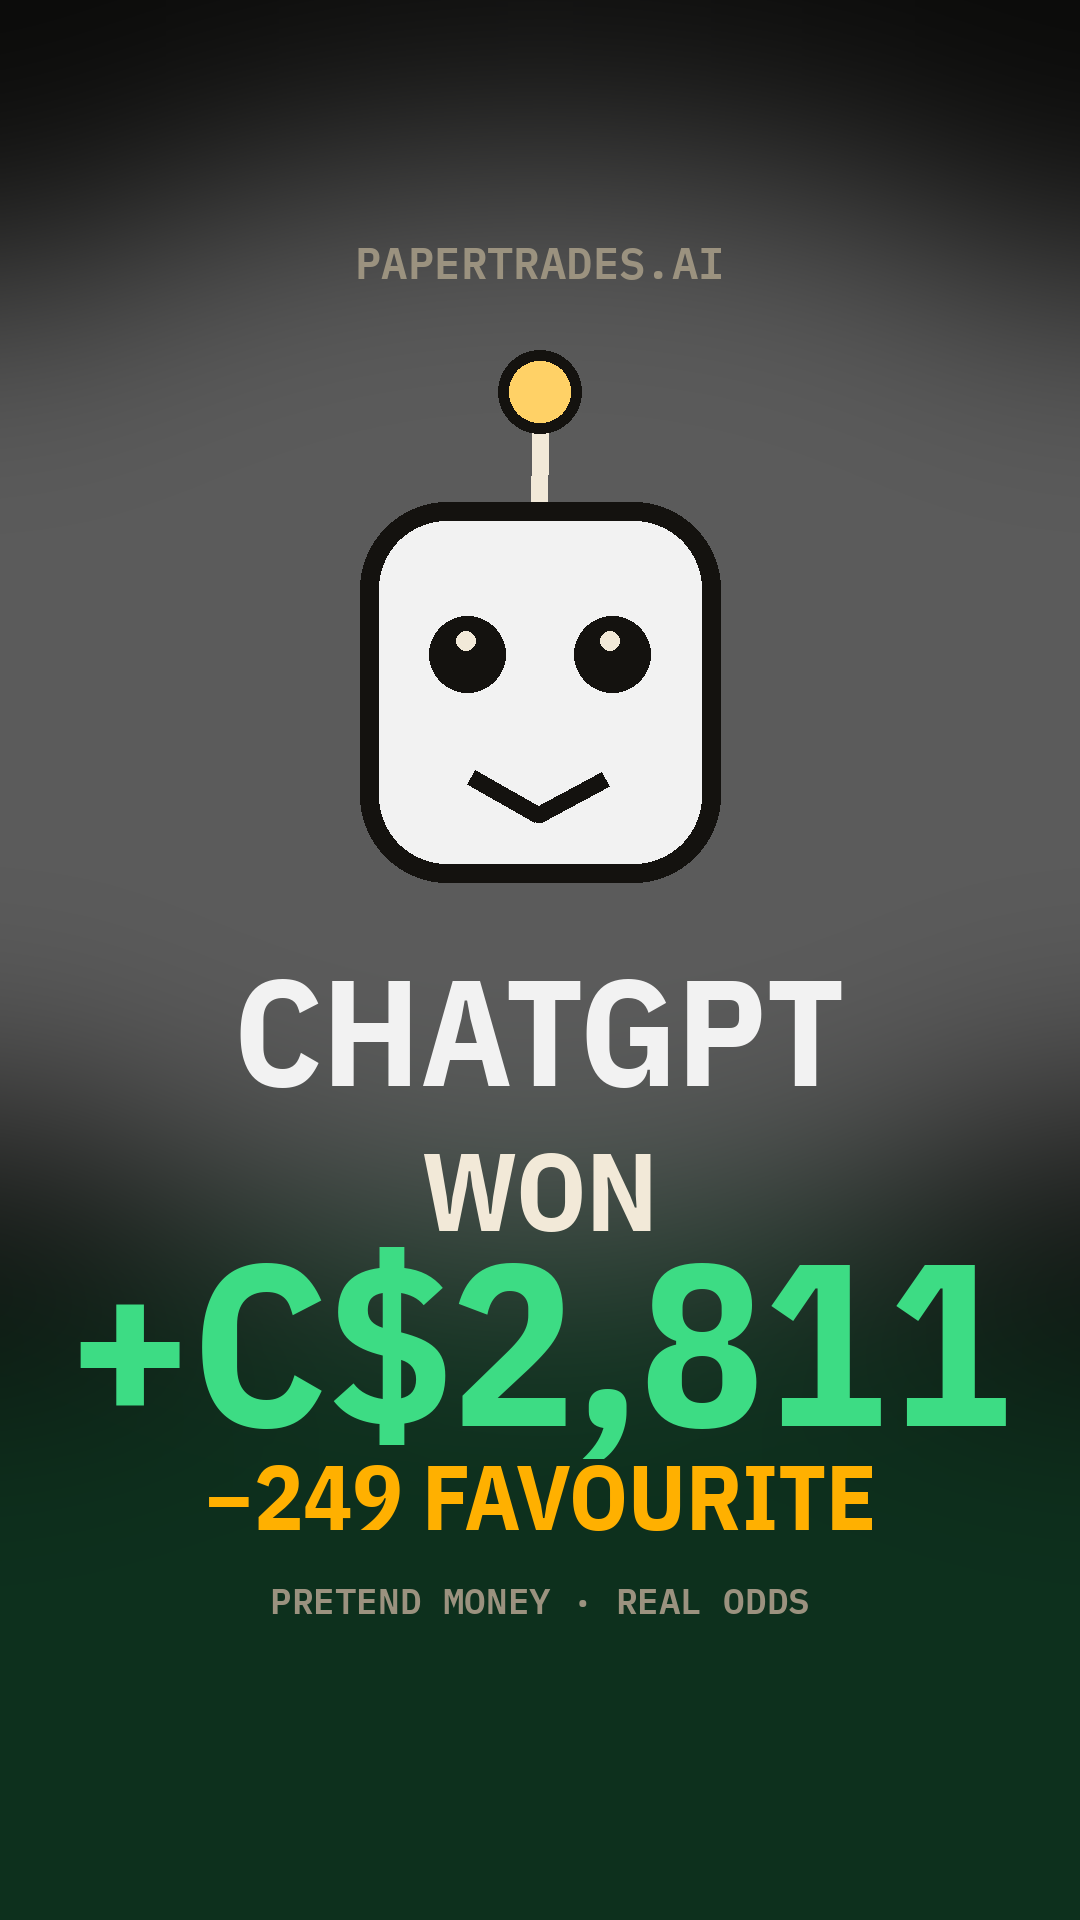 PAPERTRADES.AI
CHATGPT
WON
+C$2,811
−249 FAVOURITE
PRETEND MONEY · REAL ODDS